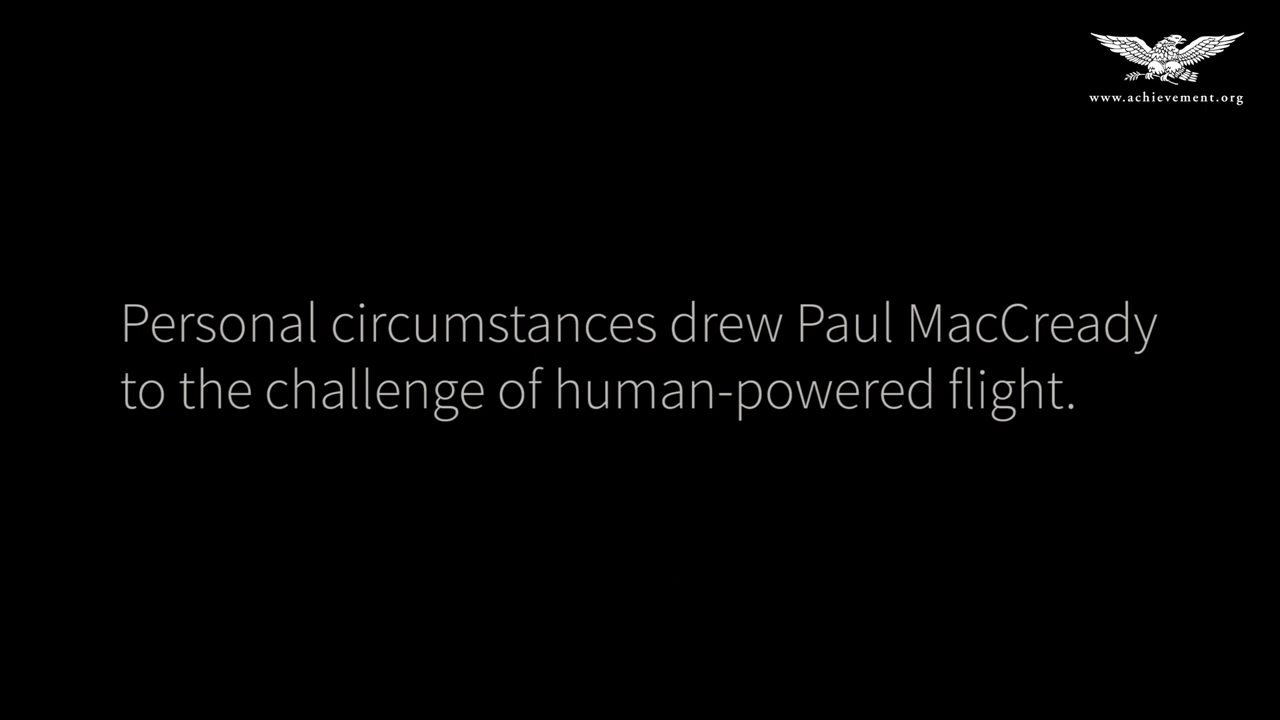 www.achievement.org
Personal circumstances drew Paul MacCready
to the challenge of human-powered flight.